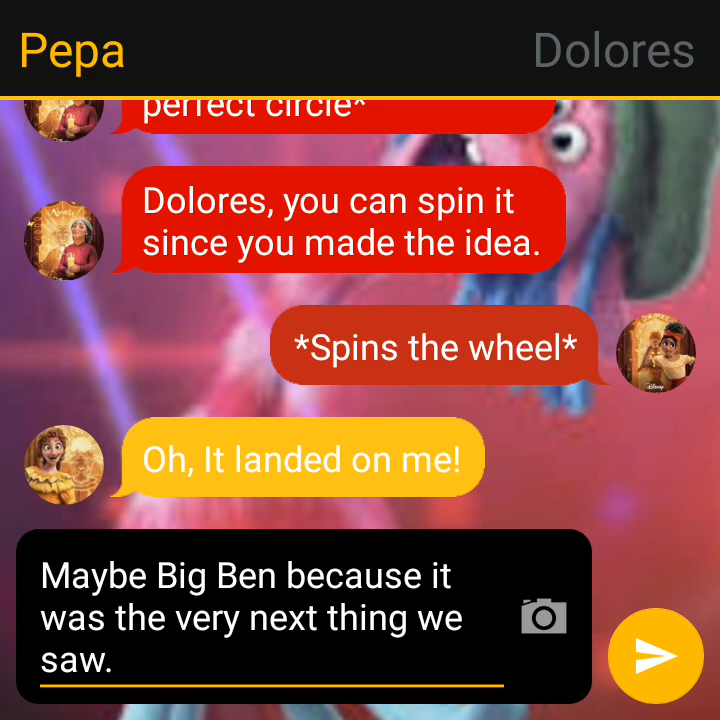 Pepa
Dolores
perfect circle*
Dolores, you can spin it
since you made the idea.
*Spins the wheel*
Oh, It landed on me!
Maybe Big Ben because it
was the very next thing we
saw.